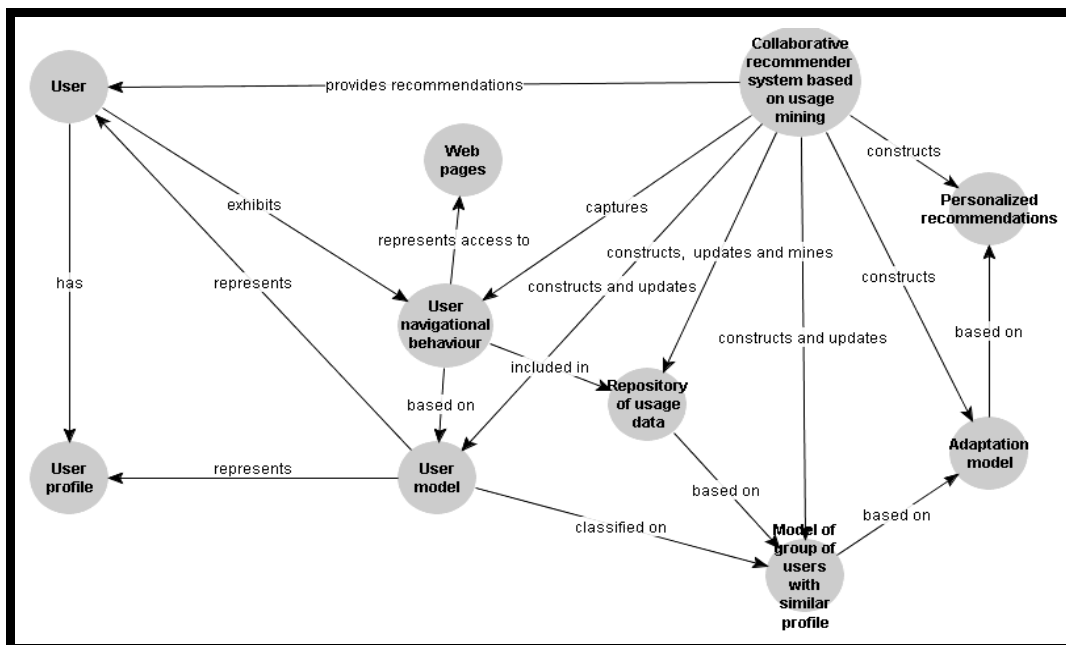 Collaborative
recommender
system based
on usage
mining
User
provides recommendations
Web
pages
constructs
Personalized
recommendations
exhibits
captures
represents access to
constructs, updates and mines
has
represents
constructs and updates
constructs
User
navigational
behaviour
constructs and updates
based on
included in
Repository
of usage
data
based on
Adaptation
model
User
profile
represents
User
model
based on
based on
classified on
Model of
group of
users
with
similar
profile